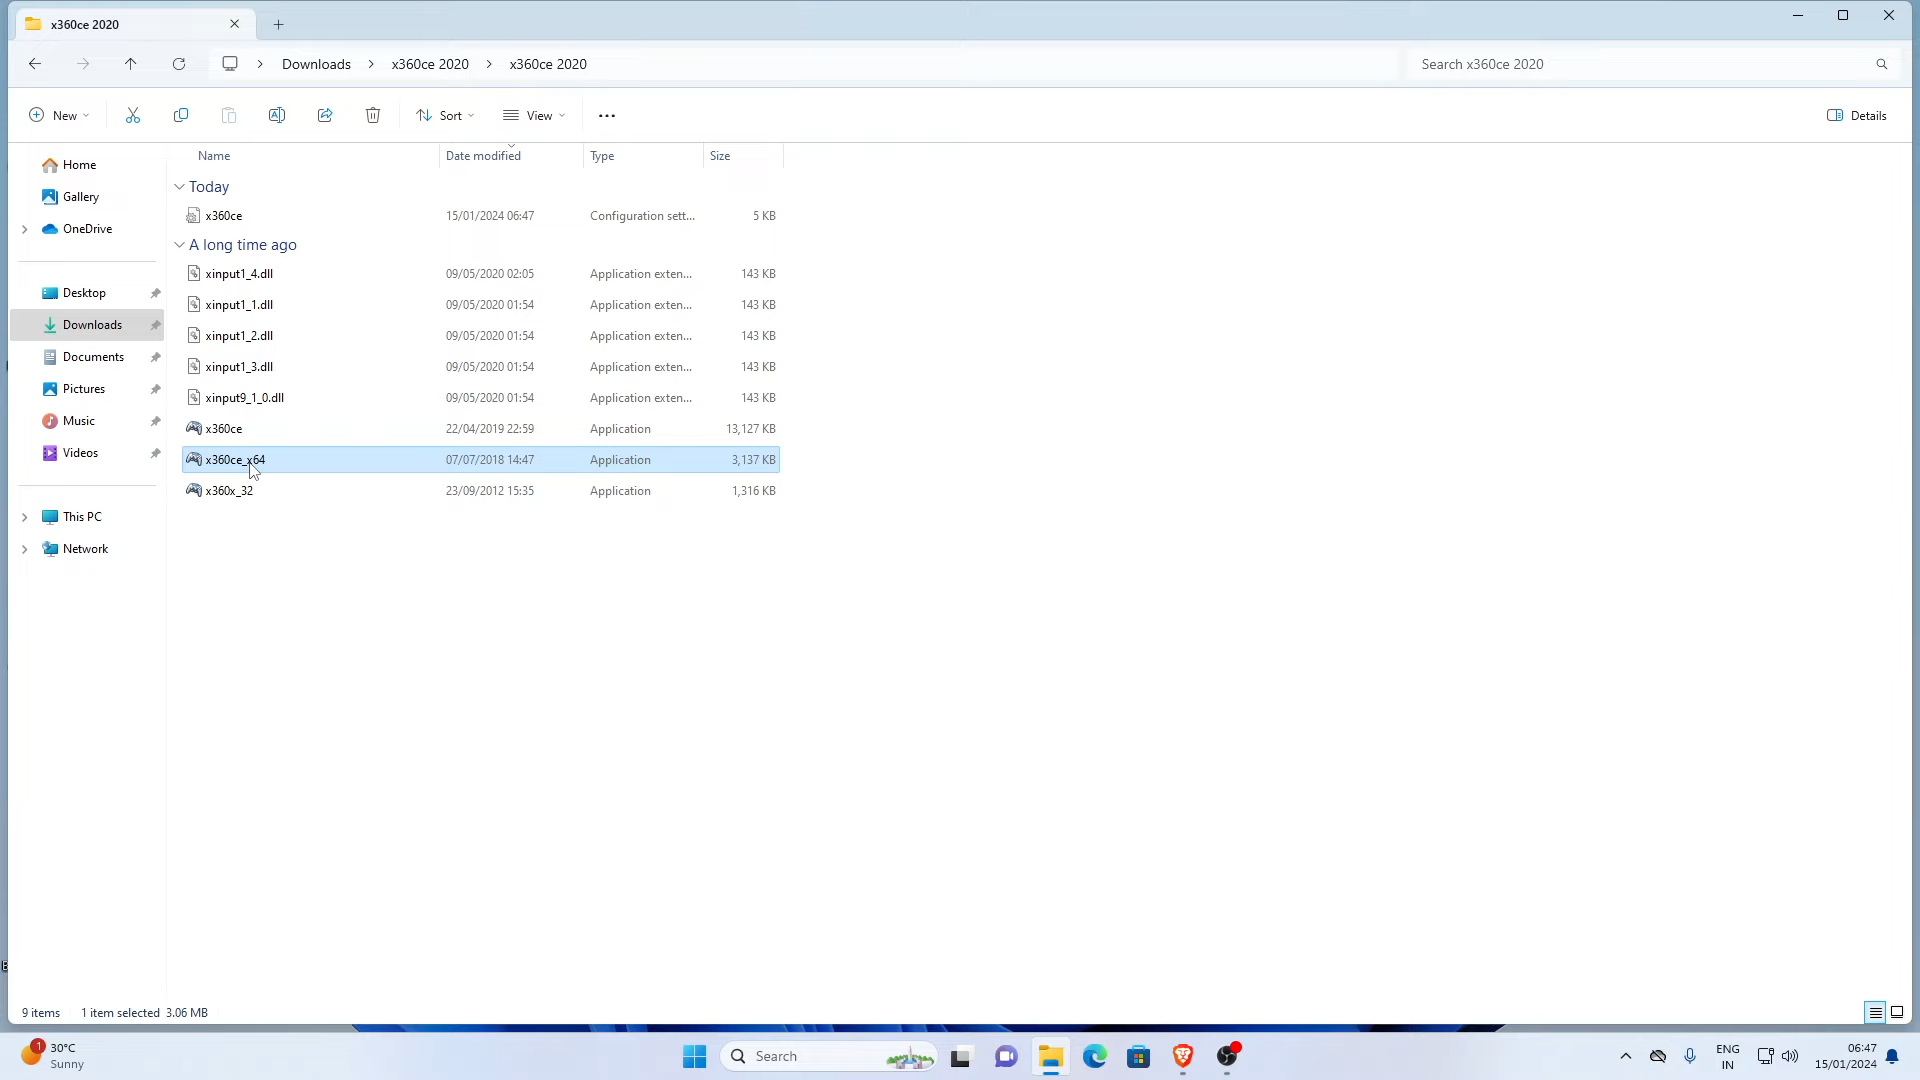 x360ce 2020
Downloads x360ce 2020 x360ce 2020
Search x360ce 2020
New
Sort
View
Details
Name Date modified Type Size
Home
Gallery
OneDrive
Desktop
Downloads
Documents
Pictures
Music
Videos
This PC
Network
Today
x360ce 15/01/2024 06:47 Configuration sett... 5 KB
A long time ago
xinput1_4.dll 09/05/2020 02:05 Application exten... 143 KB
xinput1_1.dll 09/05/2020 01:54 Application exten... 143 KB
xinput1_2.dll 09/05/2020 01:54 Application exten... 143 KB
xinput1_3.dll 09/05/2020 01:54 Application exten... 143 KB
xinput9_1_0.dll 09/05/2020 01:54 Application exten... 143 KB
x360ce 22/04/2019 22:59 Application 13,127 KB
x360ce_x64 07/07/2018 14:47 Application 3,137 KB
x360x_32 23/09/2012 15:35 Application 1,316 KB
9 items 1 item selected 3.06 MB
1
30°C
Sunny
Search
ENG
IN
06:47
15/01/2024